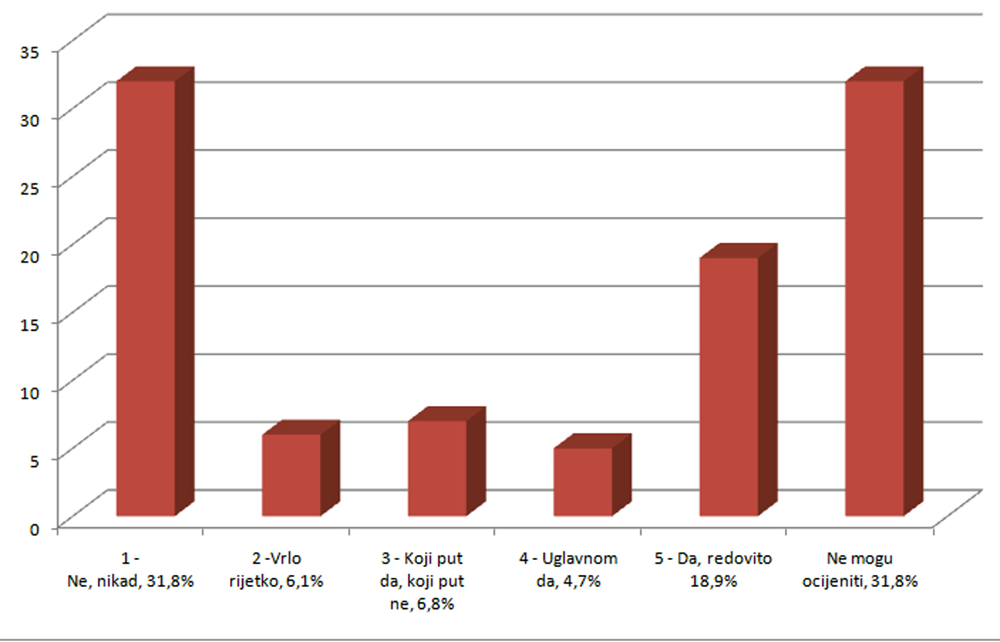 35
30
25
20
15
10
5
0
1 -
Ne, nikad, 31,8%
2 -Vrlo
rijetko, 6,1%
3 - Koji put
da, koji put
ne, 6,8%
4 - Uglavnom
da, 4,7%
5 - Da, redovito
18,9%
Ne mogu
ocijeniti, 31,8%